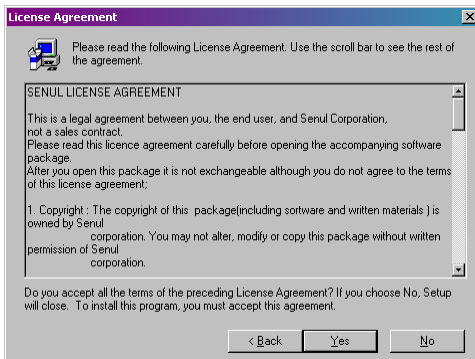 License Agreement
Please read the following License Agreement. Use the scroll bar to see the rest of
the agreement.
SENUL LICENSE AGREEMENT
This is a legal agreement between you, the end user, and Senul Corporation,
not a sales contract.
Please read this licence agreement carefully before opening the accompanying software
package.
After you open this package it is not exchangeable although you do not agree to the terms
of this license agreement;
1. Copyright : The copyright of this package(including sortware and written materials ) is
owned by Senul
corporation. You may not alter, modify or copy this package without written
permission of Senul
corporation.
Do you accept all the terms of the preceding License Agreement? If you choose No, Setup
will close. To install this program, you must accept this agreement.
< Back Yes No